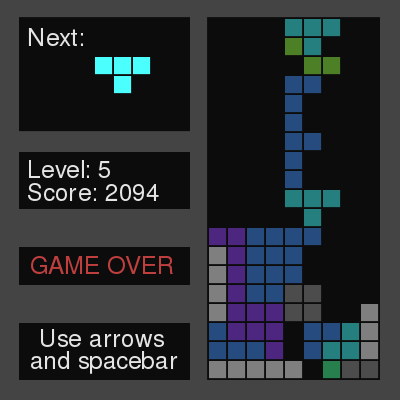 Next:
Level: 5
Score: 2094
GAME OVER
Use arrows
and spacebar